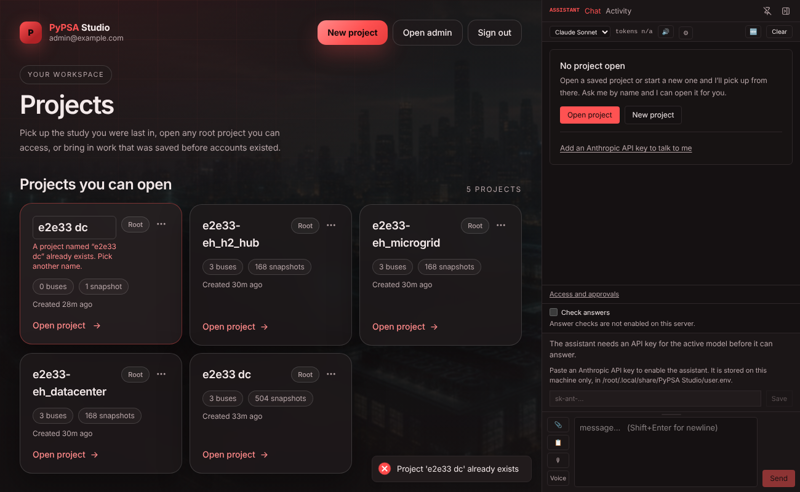 P
PyPSA Studio
admin@example.com
New project
Open admin
Sign out
YOUR WORKSPACE
Projects
Pick up the study you were last in, open any root project you can
access, or bring in work that was saved before accounts existed.
Projects you can open
5 PROJECTS
e2e33 dc
Root
A project named “e2e33
dc” already exists. Pick
another name.
0 buses
1 snapshot
Created 28m ago
Open project →
e2e33-
eh_h2_hub
Root
3 buses
168 snapshots
Created 30m ago
Open project →
e2e33-
eh_microgrid
Root
3 buses
168 snapshots
Created 30m ago
Open project →
e2e33-
eh_datacenter
Root
3 buses
168 snapshots
Created 30m ago
Open project →
e2e33 dc
Root
3 buses
504 snapshots
Created 33m ago
Open project →
Project 'e2e33 dc' already exists
ASSISTANT
Chat
Activity
Claude Sonnet
tokens n/a
Clear
No project open
Open a saved project or start a new one and I'll pick up from
there. Ask me by name and I can open it for you.
Open project
New project
Add an Anthropic API key to talk to me
Access and approvals
Check answers
Answer checks are not enabled on this server.
The assistant needs an API key for the active model before it can
answer.
Paste an Anthropic API key to enable the assistant. It is stored on
this machine only, in /root/.local/share/PyPSA Studio/user.env.
sk-ant-...
Save
message... (Shift+Enter for newline)
Voice
Send